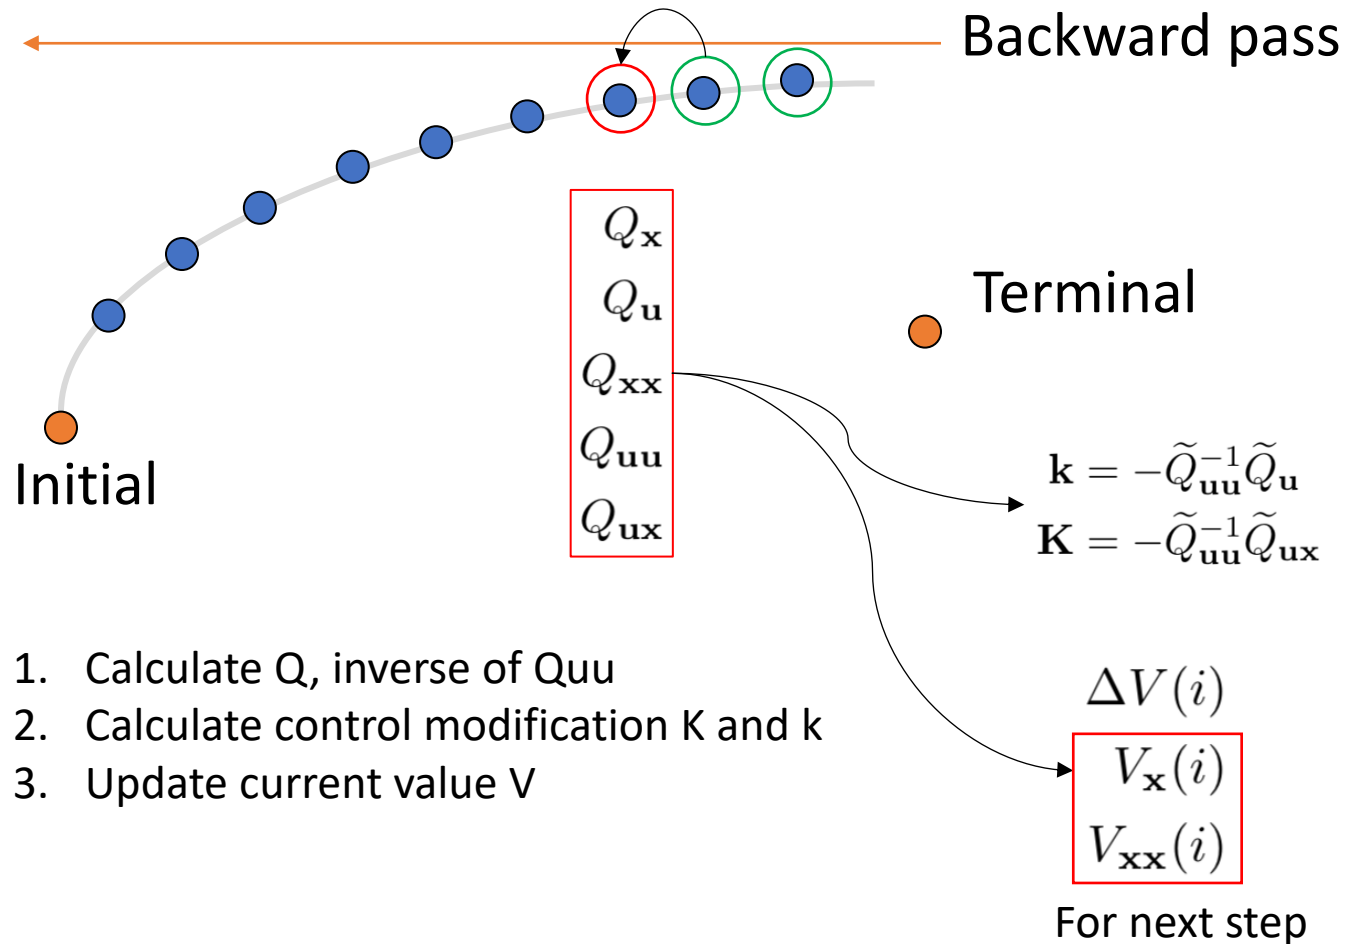 Backward pass
Q_x
Q_u
Terminal
Q_xx
Q_uu
Initial
Q_ux
k = −Q̃_uu^−1 Q̃_u
K = −Q̃_uu^−1 Q̃_ux
1. Calculate Q, inverse of Quu
2. Calculate control modification K and k
3. Update current value V
ΔV(i)
V_x(i)
V_xx(i)
For next step